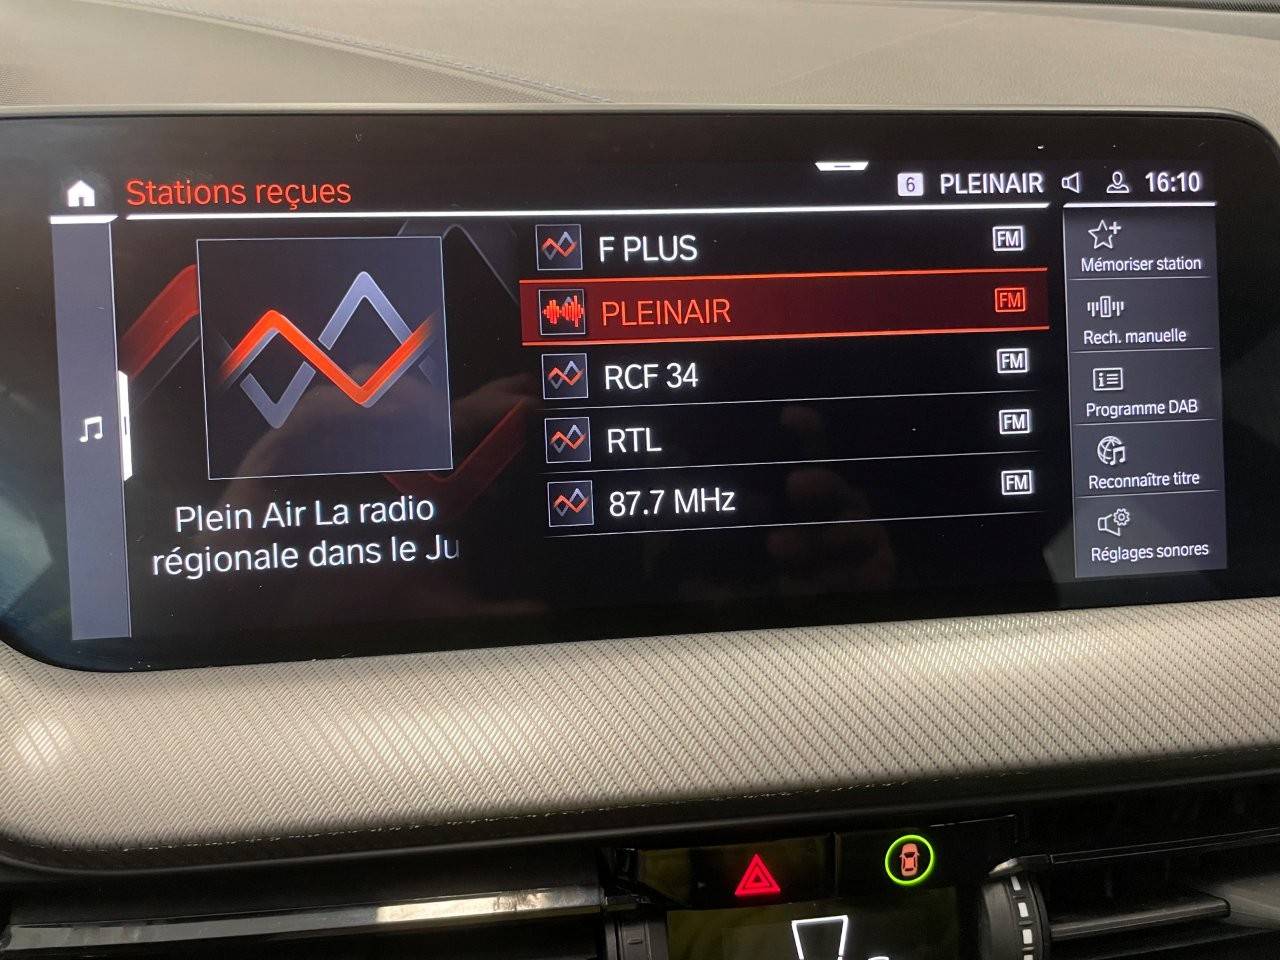 Stations reçues
6 PLEINAIR 16:10
F PLUS FM
PLEINAIR FM
RCF 34 FM
RTL FM
87.7 MHz FM
Plein Air La radio
régionale dans le Ju
Mémoriser station
Rech. manuelle
Programme DAB
Reconnaître titre
Réglages sonores